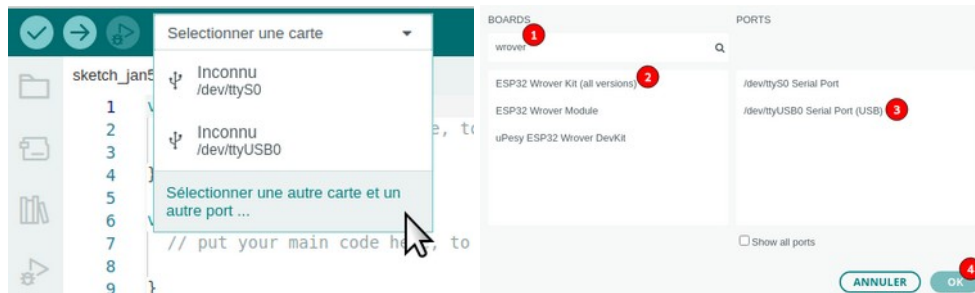 Selectionner une carte
sketch_jan5
Inconnu
/dev/ttyS0
Inconnu
/dev/ttyUSB0
Sélectionner une autre carte et un
autre port ...
1
2
3
4 }
5
6
7 // put your main code here, to
8
9 }
BOARDS
1
wrover
ESP32 Wrover Kit (all versions) 2
ESP32 Wrover Module
uPesy ESP32 Wrover DevKit
PORTS
/dev/ttyS0 Serial Port
/dev/ttyUSB0 Serial Port (USB) 3
Show all ports
4
ANNULER OK